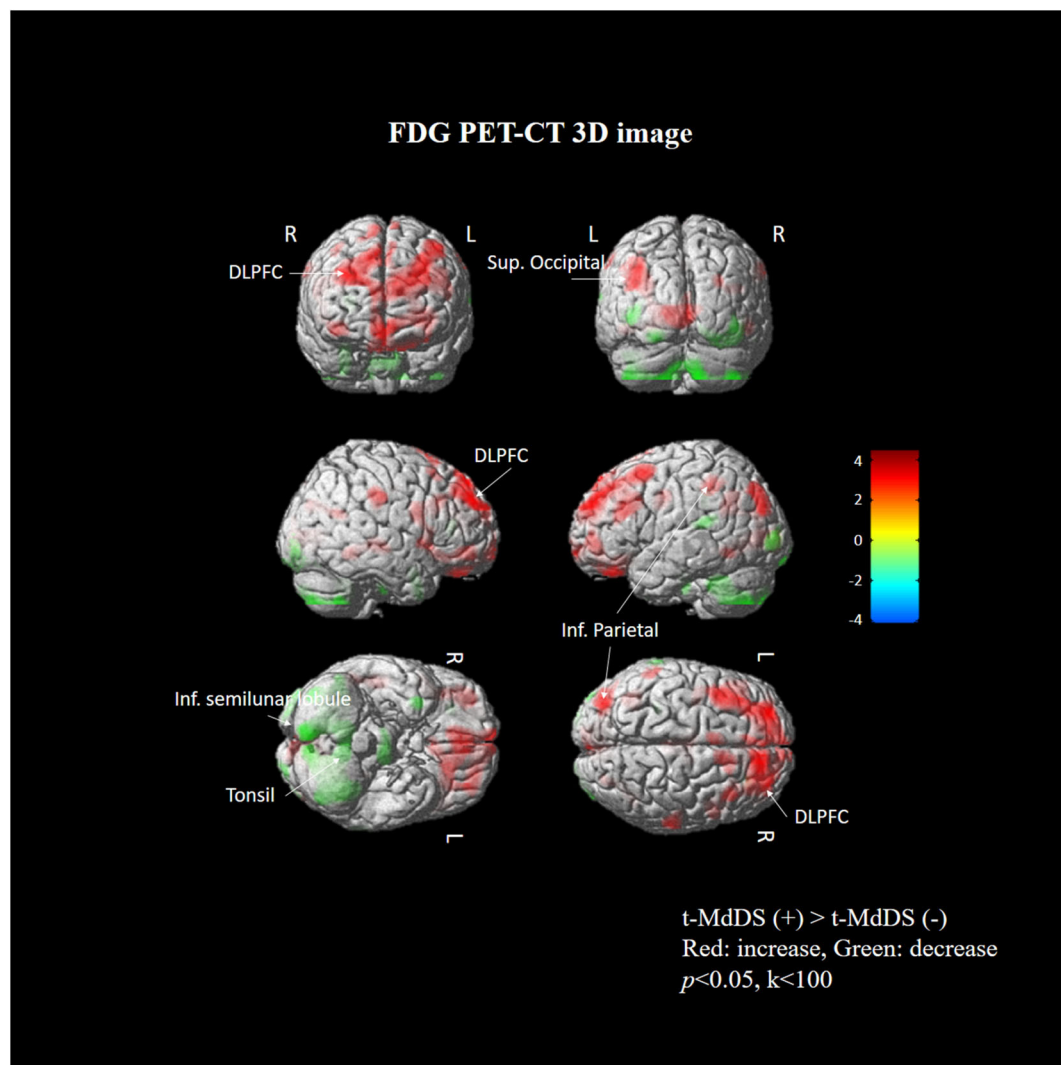 FDG PET-CT 3D image
R
L
L
R
DLPFC
Sup. Occipital
DLPFC
4
2
0
-2
-4
Inf. Parietal
R
L
Inf. semilunar lobule
Tonsil
DLPFC
L
R
t-MdDS (+) > t-MdDS (-)
Red: increase, Green: decrease
p<0.05, k<100